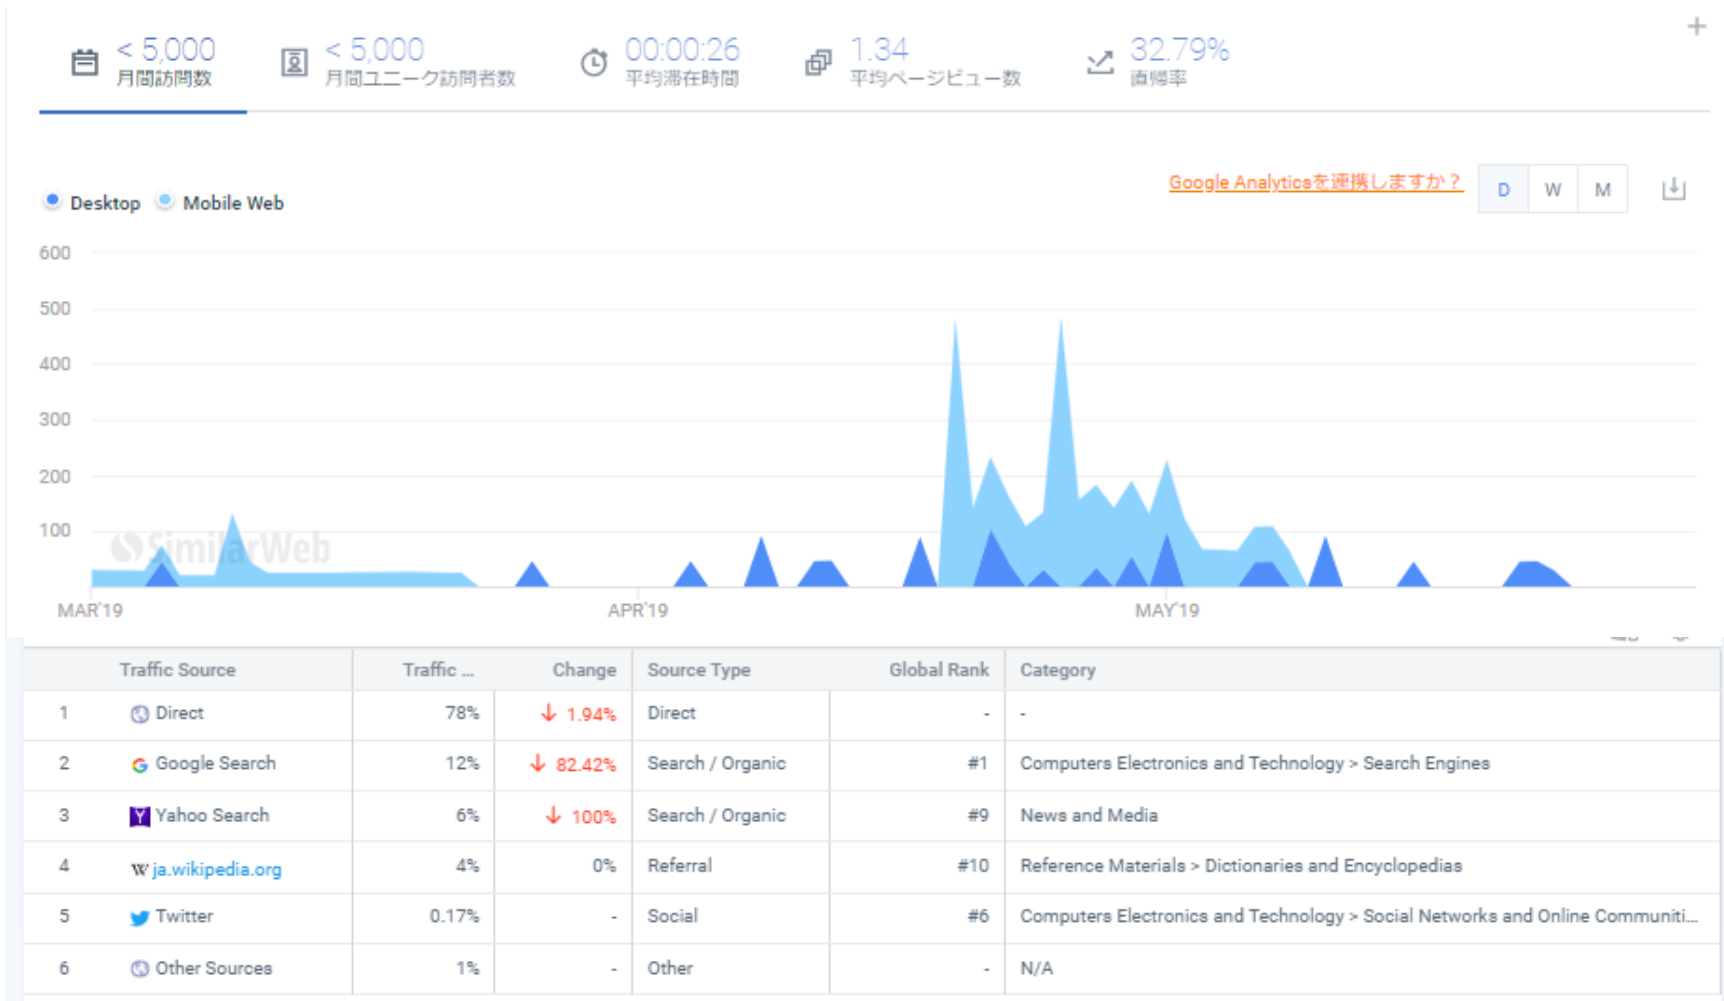 < 5,000
月間訪問数
< 5,000
月間ユニーク訪問者数
00:00:26
平均滞在時間
1.34
平均ページビュー数
32.79%
直帰率
Google Analyticsを連携しますか？
D W M
Desktop Mobile Web
600
500
400
300
200
100
SimilarWeb
MAR'19 APR'19 MAY'19
Traffic Source Traffic ... Change Source Type Global Rank Category
1 Direct 78% ↓ 1.94% Direct - -
2 Google Search 12% ↓ 82.42% Search / Organic #1 Computers Electronics and Technology > Search Engines
3 Yahoo Search 6% ↓ 100% Search / Organic #9 News and Media
4 ja.wikipedia.org 4% 0% Referral #10 Reference Materials > Dictionaries and Encyclopedias
5 Twitter 0.17% - Social #6 Computers Electronics and Technology > Social Networks and Online Communiti...
6 Other Sources 1% - Other - N/A